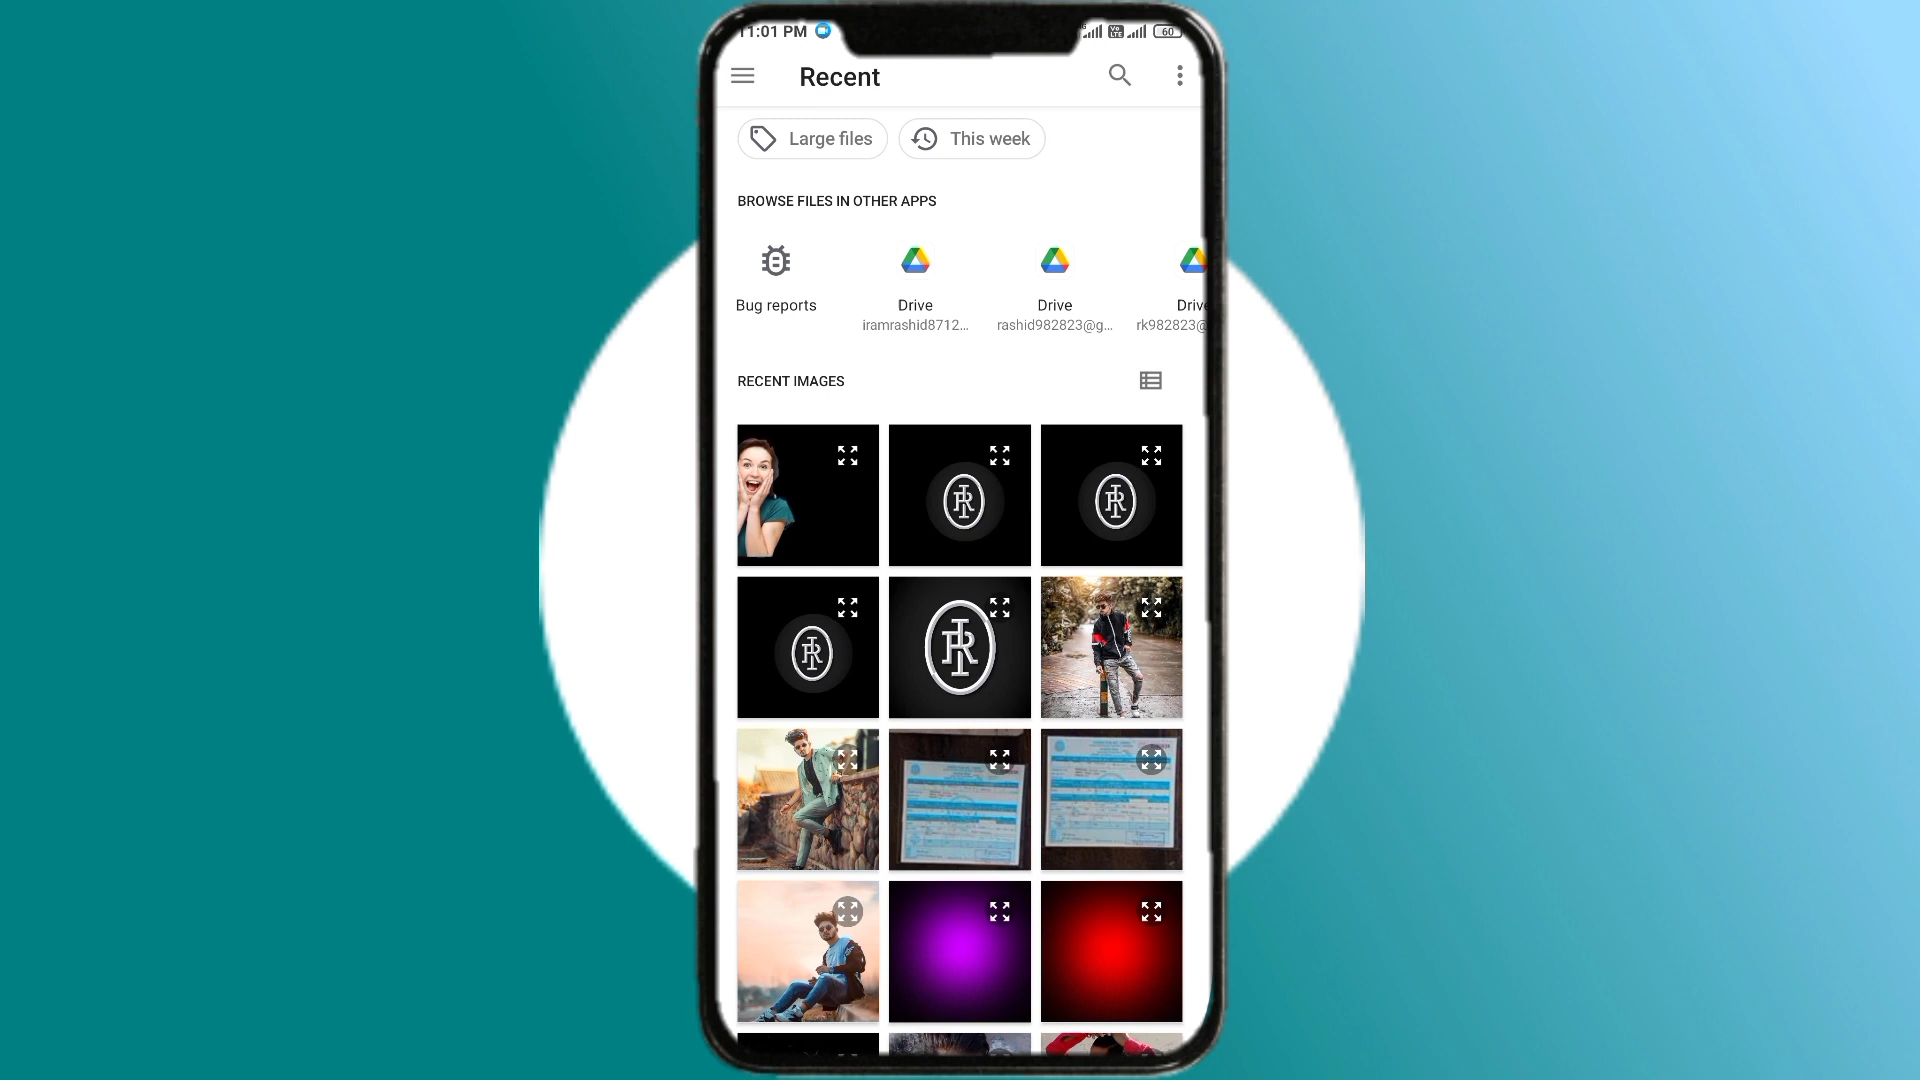 11:01 PM
60
Recent
Large files
This week
BROWSE FILES IN OTHER APPS
Bug reports
Drive
Drive
Drive
iramrashid8712...
rashid982823@g...
rk982823@
RECENT IMAGES